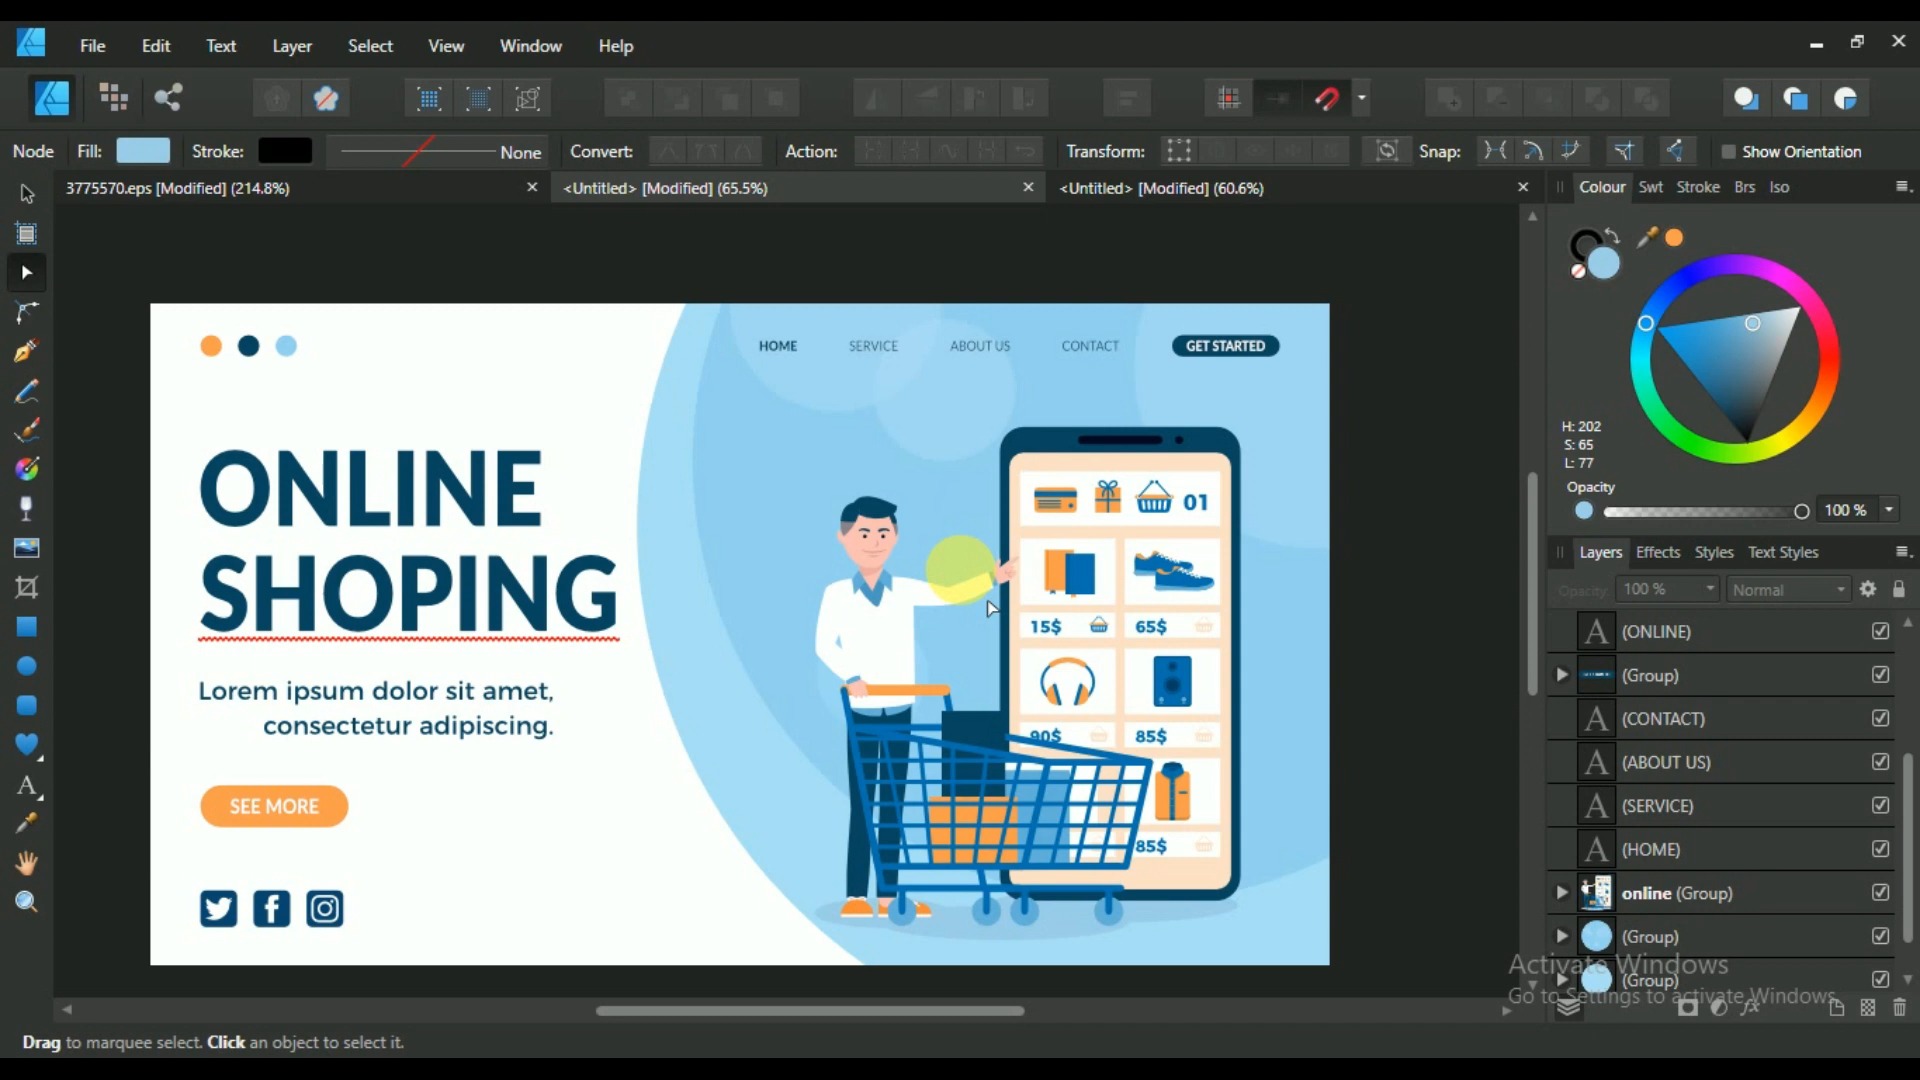 File Edit Text Layer Select View Window Help
Node Fill: Stroke: None Convert: Action: Transform: Snap: Show Orientation
3775570.eps [Modified] (214.8%) <Untitled> [Modified] (65.5%) <Untitled> [Modified] (60.6%)
Colour Swt Stroke Brs Iso
HOME SERVICE ABOUT US CONTACT GET STARTED
ONLINE
SHOPING
Lorem ipsum dolor sit amet,
consectetur adipiscing.
SEE MORE
01
15$ 65$
90$ 85$
85$
H: 202
S: 65
L: 77
Opacity
100 %
Layers Effects Styles Text Styles
Opacity: 100 % Normal
(ONLINE)
(Group)
(CONTACT)
(ABOUT US)
(SERVICE)
(HOME)
online (Group)
(Group)
(Group)
Activate Windows
Go to Settings to activate Windows.
Drag to marquee select. Click an object to select it.